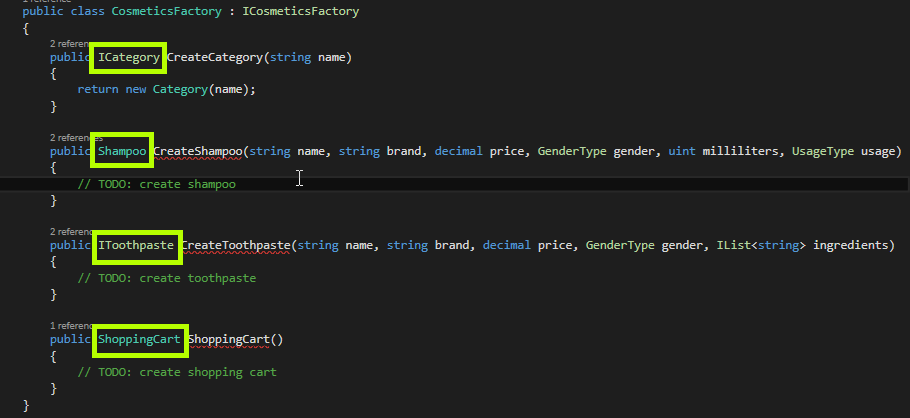 1 reference
public class CosmeticsFactory : ICosmeticsFactory
{
2 references
public ICategory CreateCategory(string name)
{
return new Category(name);
}
2 references
public Shampoo CreateShampoo(string name, string brand, decimal price, GenderType gender, uint milliliters, UsageType usage)
{
// TODO: create shampoo
}
2 references
public IToothpaste CreateToothpaste(string name, string brand, decimal price, GenderType gender, IList<string> ingredients)
{
// TODO: create toothpaste
}
1 reference
public ShoppingCart ShoppingCart()
{
// TODO: create shopping cart
}
}